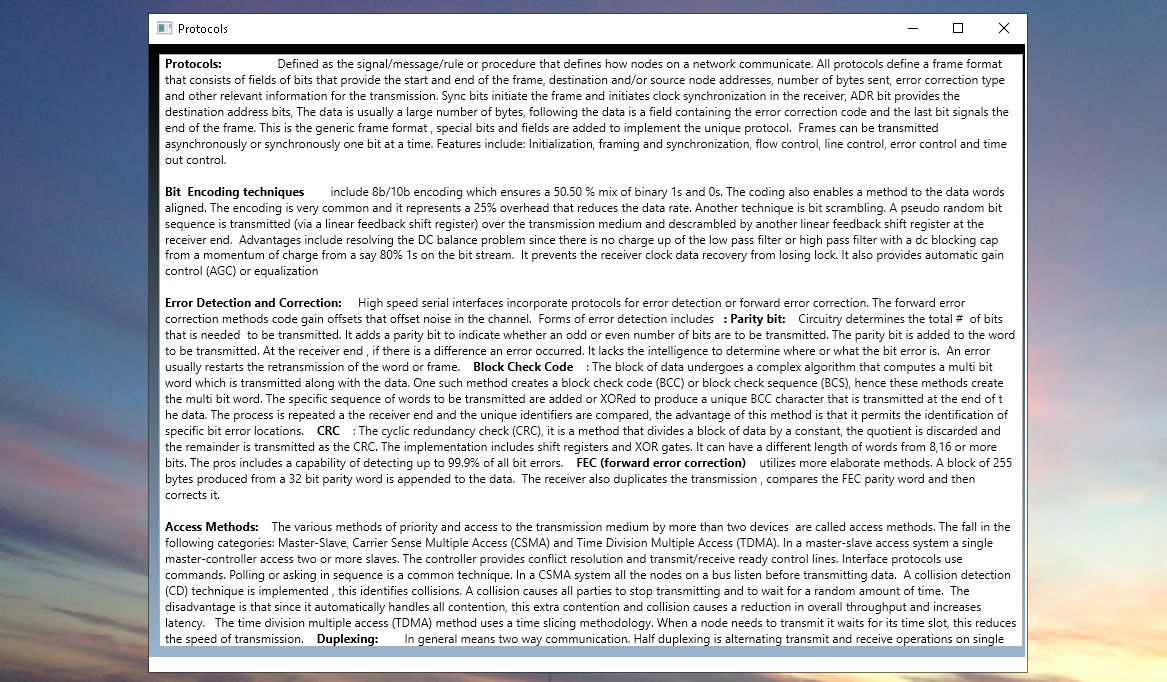 Protocols
Protocols: Defined as the signal/message/rule or procedure that defines how nodes on a network communicate. All protocols define a frame format
that consists of fields of bits that provide the start and end of the frame, destination and/or source node addresses, number of bytes sent, error correction type
and other relevant information for the transmission. Sync bits initiate the frame and initiates clock synchronization in the receiver, ADR bit provides the
destination address bits, The data is usually a large number of bytes, following the data is a field containing the error correction code and the last bit signals the
end of the frame. This is the generic frame format , special bits and fields are added to implement the unique protocol. Frames can be transmitted
asynchronously or synchronously one bit at a time. Features include: Initialization, framing and synchronization, flow control, line control, error control and time
out control.
Bit Encoding techniques include 8b/10b encoding which ensures a 50.50 % mix of binary 1s and 0s. The coding also enables a method to the data words
aligned. The encoding is very common and it represents a 25% overhead that reduces the data rate. Another technique is bit scrambling. A pseudo random bit
sequence is transmitted (via a linear feedback shift register) over the transmission medium and descrambled by another linear feedback shift register at the
receiver end. Advantages include resolving the DC balance problem since there is no charge up of the low pass filter or high pass filter with a dc blocking cap
from a momentum of charge from a say 80% 1s on the bit stream. It prevents the receiver clock data recovery from losing lock. It also provides automatic gain
control (AGC) or equalization
Error Detection and Correction: High speed serial interfaces incorporate protocols for error detection or forward error correction. The forward error
correction methods code gain offsets that offset noise in the channel. Forms of error detection includes : Parity bit: Circuitry determines the total # of bits
that is needed to be transmitted. It adds a parity bit to indicate whether an odd or even number of bits are to be transmitted. The parity bit is added to the word
to be transmitted. At the receiver end , if there is a difference an error occurred. It lacks the intelligence to determine where or what the bit error is. An error
usually restarts the retransmission of the word or frame. Block Check Code : The block of data undergoes a complex algorithm that computes a multi bit
word which is transmitted along with the data. One such method creates a block check code (BCC) or block check sequence (BCS), hence these methods create
the multi bit word. The specific sequence of words to be transmitted are added or XORed to produce a unique BCC character that is transmitted at the end of t
he data. The process is repeated a the receiver end and the unique identifiers are compared, the advantage of this method is that it permits the identification of
specific bit error locations. CRC : The cyclic redundancy check (CRC), it is a method that divides a block of data by a constant, the quotient is discarded and
the remainder is transmitted as the CRC. The implementation includes shift registers and XOR gates. It can have a different length of words from 8,16 or more
bits. The pros includes a capability of detecting up to 99.9% of all bit errors. FEC (forward error correction) utilizes more elaborate methods. A block of 255
bytes produced from a 32 bit parity word is appended to the data. The receiver also duplicates the transmission , compares the FEC parity word and then
corrects it.
Access Methods: The various methods of priority and access to the transmission medium by more than two devices are called access methods. The fall in the
following categories: Master-Slave, Carrier Sense Multiple Access (CSMA) and Time Division Multiple Access (TDMA). In a master-slave access system a single
master-controller access two or more slaves. The controller provides conflict resolution and transmit/receive ready control lines. Interface protocols use
commands. Polling or asking in sequence is a common technique. In a CSMA system all the nodes on a bus listen before transmitting data. A collision detection
(CD) technique is implemented , this identifies collisions. A collision causes all parties to stop transmitting and to wait for a random amount of time. The
disadvantage is that since it automatically handles all contention, this extra contention and collision causes a reduction in overall throughput and increases
latency. The time division multiple access (TDMA) method uses a time slicing methodology. When a node needs to transmit it waits for its time slot, this reduces
the speed of transmission. Duplexing: In general means two way communication. Half duplexing is alternating transmit and receive operations on single